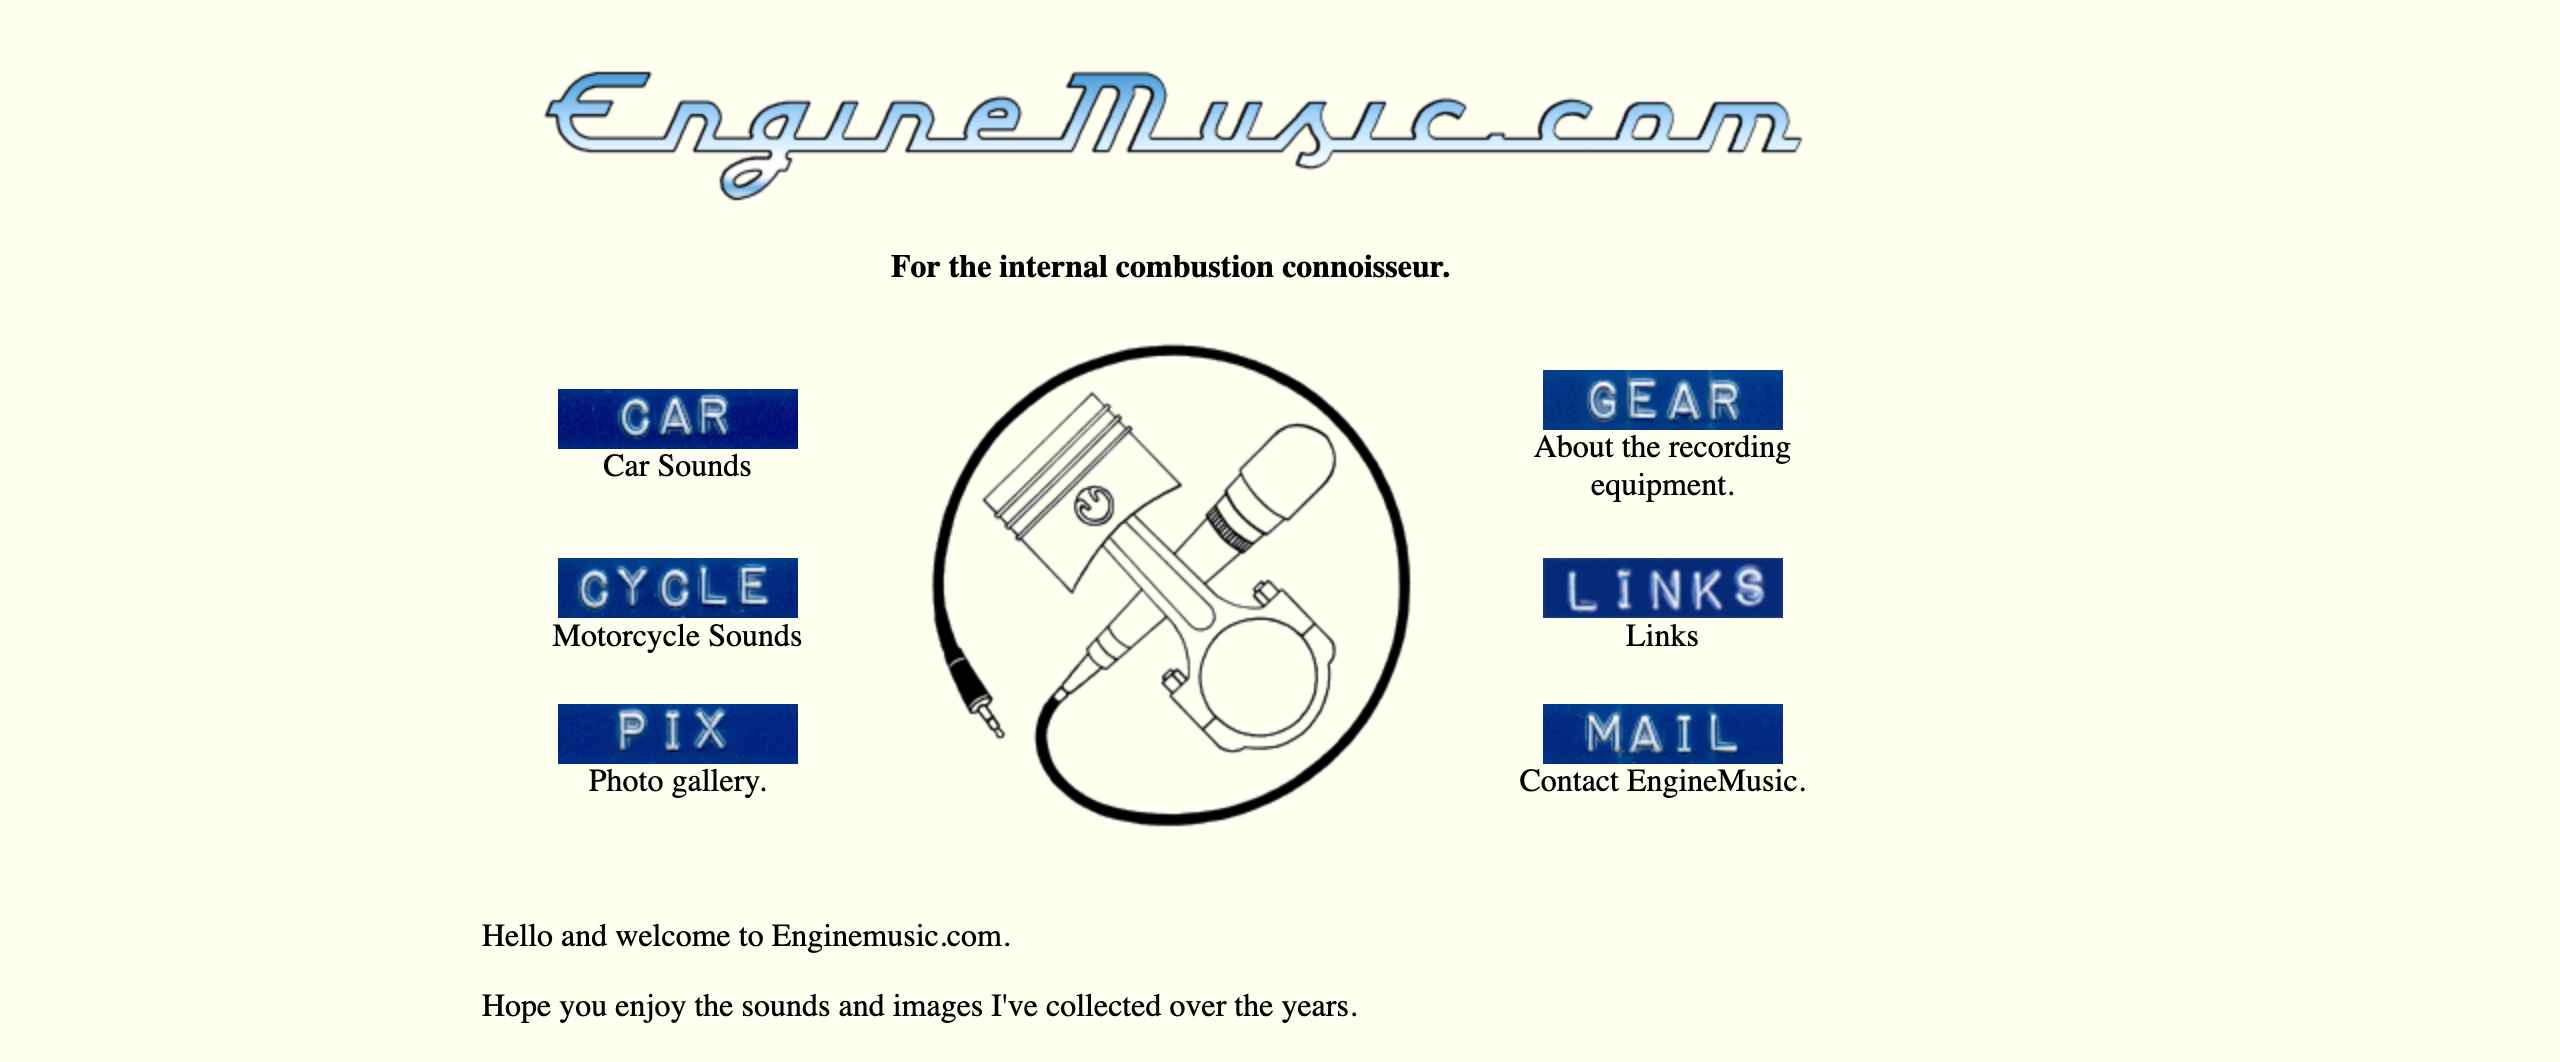 EngineMusic.com
For the internal combustion connoisseur.
CAR
Car Sounds
CYCLE
Motorcycle Sounds
PIX
Photo gallery.
GEAR
About the recording
equipment.
LINKS
Links
MAIL
Contact EngineMusic.
Hello and welcome to Enginemusic.com.
Hope you enjoy the sounds and images I've collected over the years.